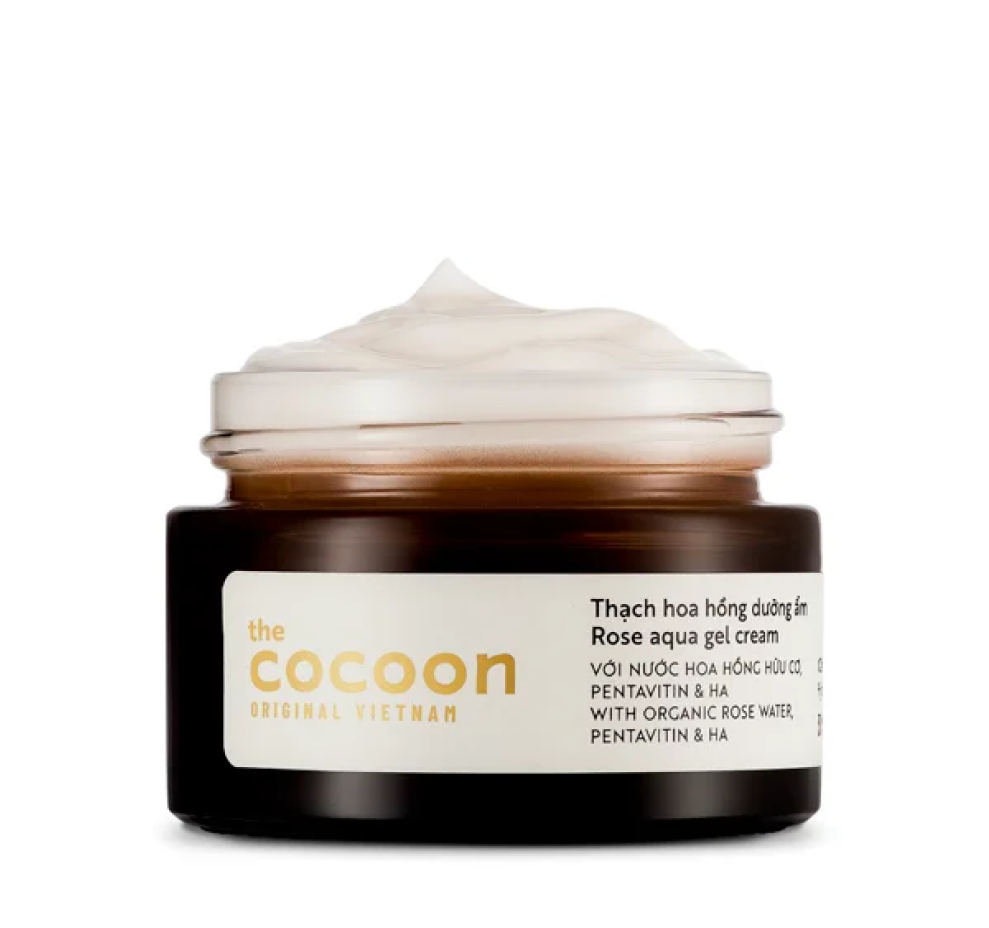 the
cocoon
ORIGINAL VIETNAM
Thạch hoa hồng dưỡng ẩm
Rose aqua gel cream
VỚI NƯỚC HOA HỒNG HỮU CƠ,
PENTAVITIN & HA
WITH ORGANIC ROSE WATER,
PENTAVITIN & HA